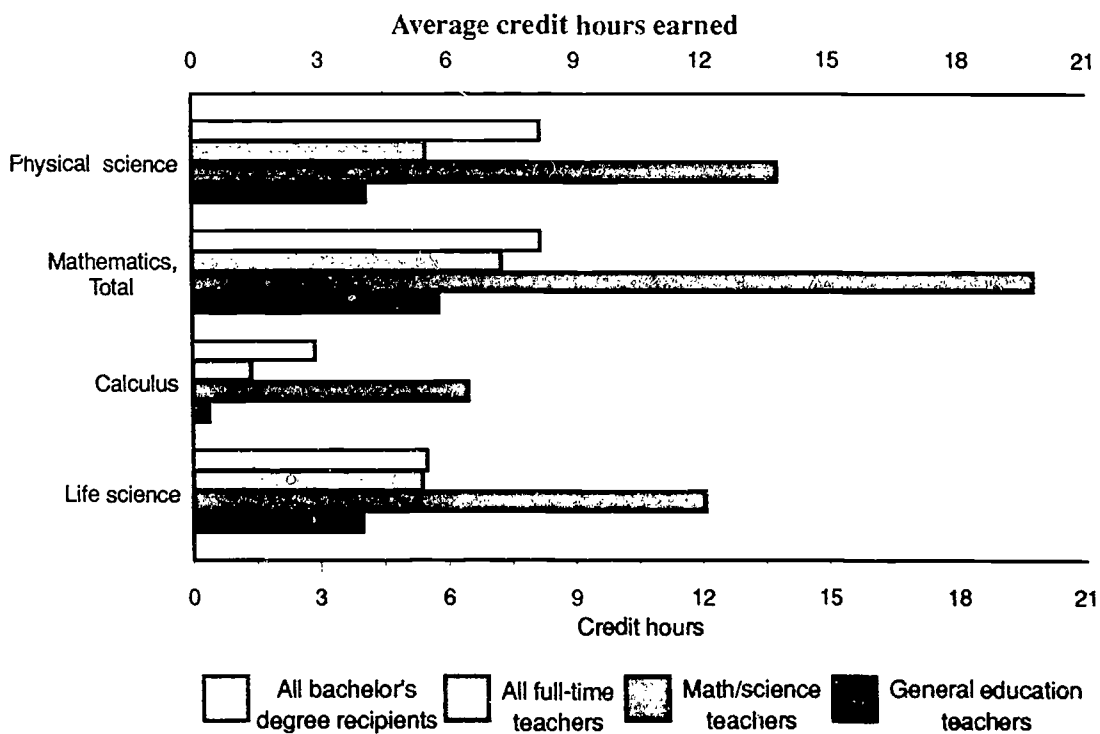 Average credit hours earned
0 3 6 9 12 15 18 21
Physical science
Mathematics,
Total
Calculus
Life science
0 3 6 9 12 15 18 21
Credit hours
All bachelor's
degree recipients
All full-time
teachers
Math/science
teachers
General education
teachers